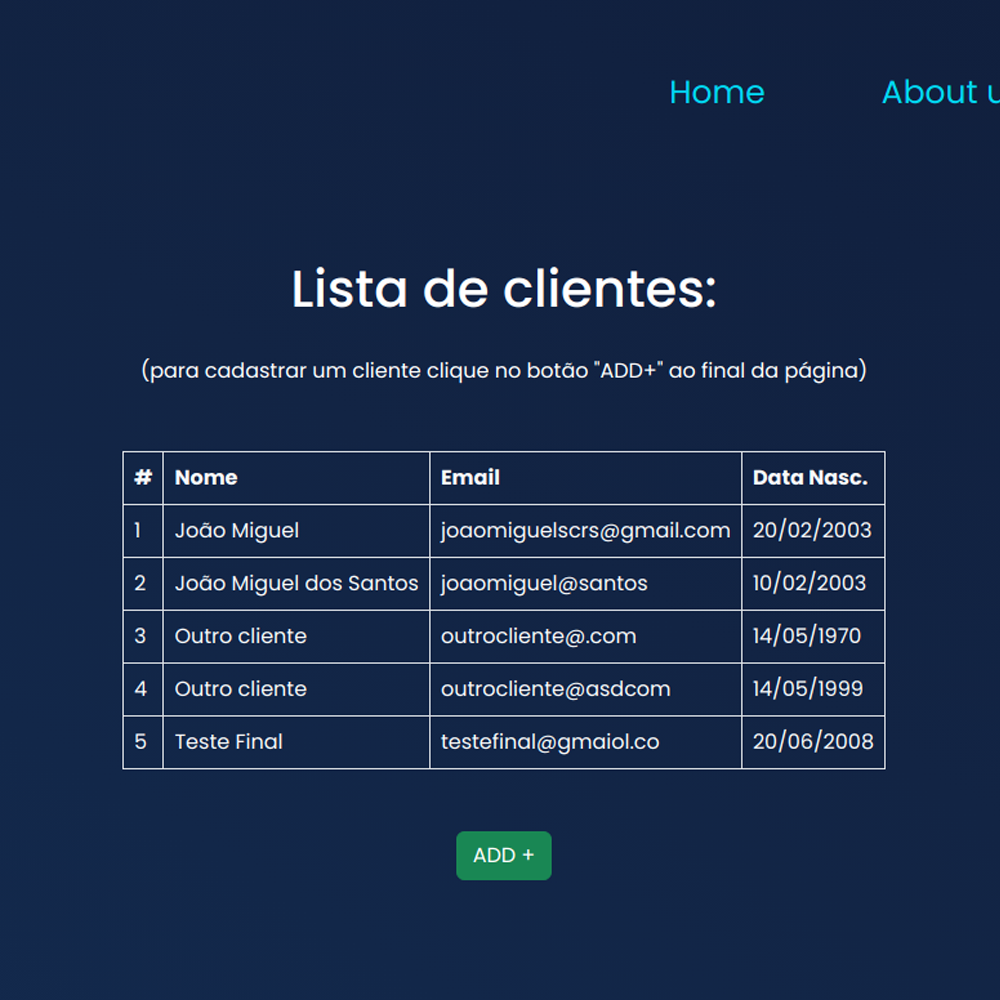 Home About u
Lista de clientes:
(para cadastrar um cliente clique no botão "ADD+" ao final da página)
# Nome Email Data Nasc.
1 João Miguel joaomiguelscrs@gmail.com 20/02/2003
2 João Miguel dos Santos joaomiguel@santos 10/02/2003
3 Outro cliente outrocliente@.com 14/05/1970
4 Outro cliente outrocliente@asdcom 14/05/1999
5 Teste Final testefinal@gmaiol.co 20/06/2008
ADD +